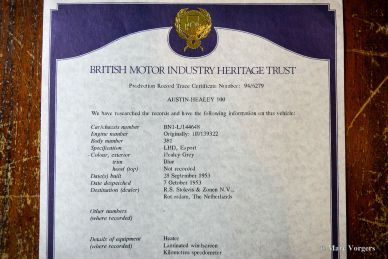 BRITISH MOTOR INDUSTRY HERITAGE TRUST
Production Record Trace Certificate Number: 94/6279
AUSTIN-HEALEY 100
We have researched the records and have the following information on this vehicle:
Car/chassis number BN1-L/144648
Engine number Originally: 1B/139322
Body number 381
Specification LHD, Export
Colour, exterior Healey Grey
trim Blue
hood (top) Not recorded
Date(s) built 28 September 1953
Date despatched 7 October 1953
Destination (dealer) R.S. Stokvis & Zonen N.V.,
Rotterdam, The Netherlands
Other numbers
(where recorded)
Details of equipment Heater
(where recorded) Laminated windscreen
Kilometres speedometer
© Marc Vorgers